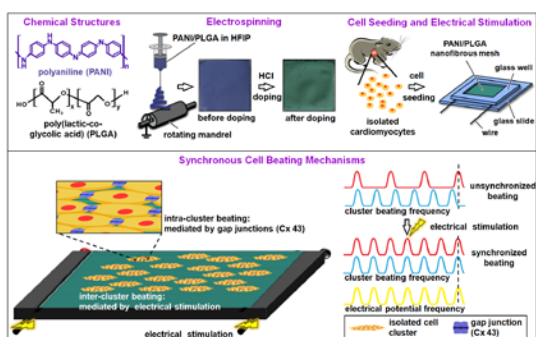 Chemical Structures
H
N
N
H
N
N
n
polyaniline (PANI)
HO
O
O
CH3
x
O
O
y
H
poly(lactic-co-
glycolic acid) (PLGA)
Electrospinning
PANI/PLGA in HFIP
rotating mandrel
before doping
HCl
doping
after doping
Cell Seeding and Electrical Stimulation
cell
seeding
isolated
cardiomyocytes
PANI/PLGA
nanofibrous mesh
glass well
glass slide
wire
Synchronous Cell Beating Mechanisms
intra-cluster beating:
mediated by gap junctions (Cx 43)
inter-cluster beating:
mediated by electrical stimulation
electrical stimulation
unsynchronized
beating
cluster beating frequency
electrical stimulation
synchronized
beating
cluster beating frequency
electrical potential frequency
isolated cell
cluster
gap junction
(Cx 43)